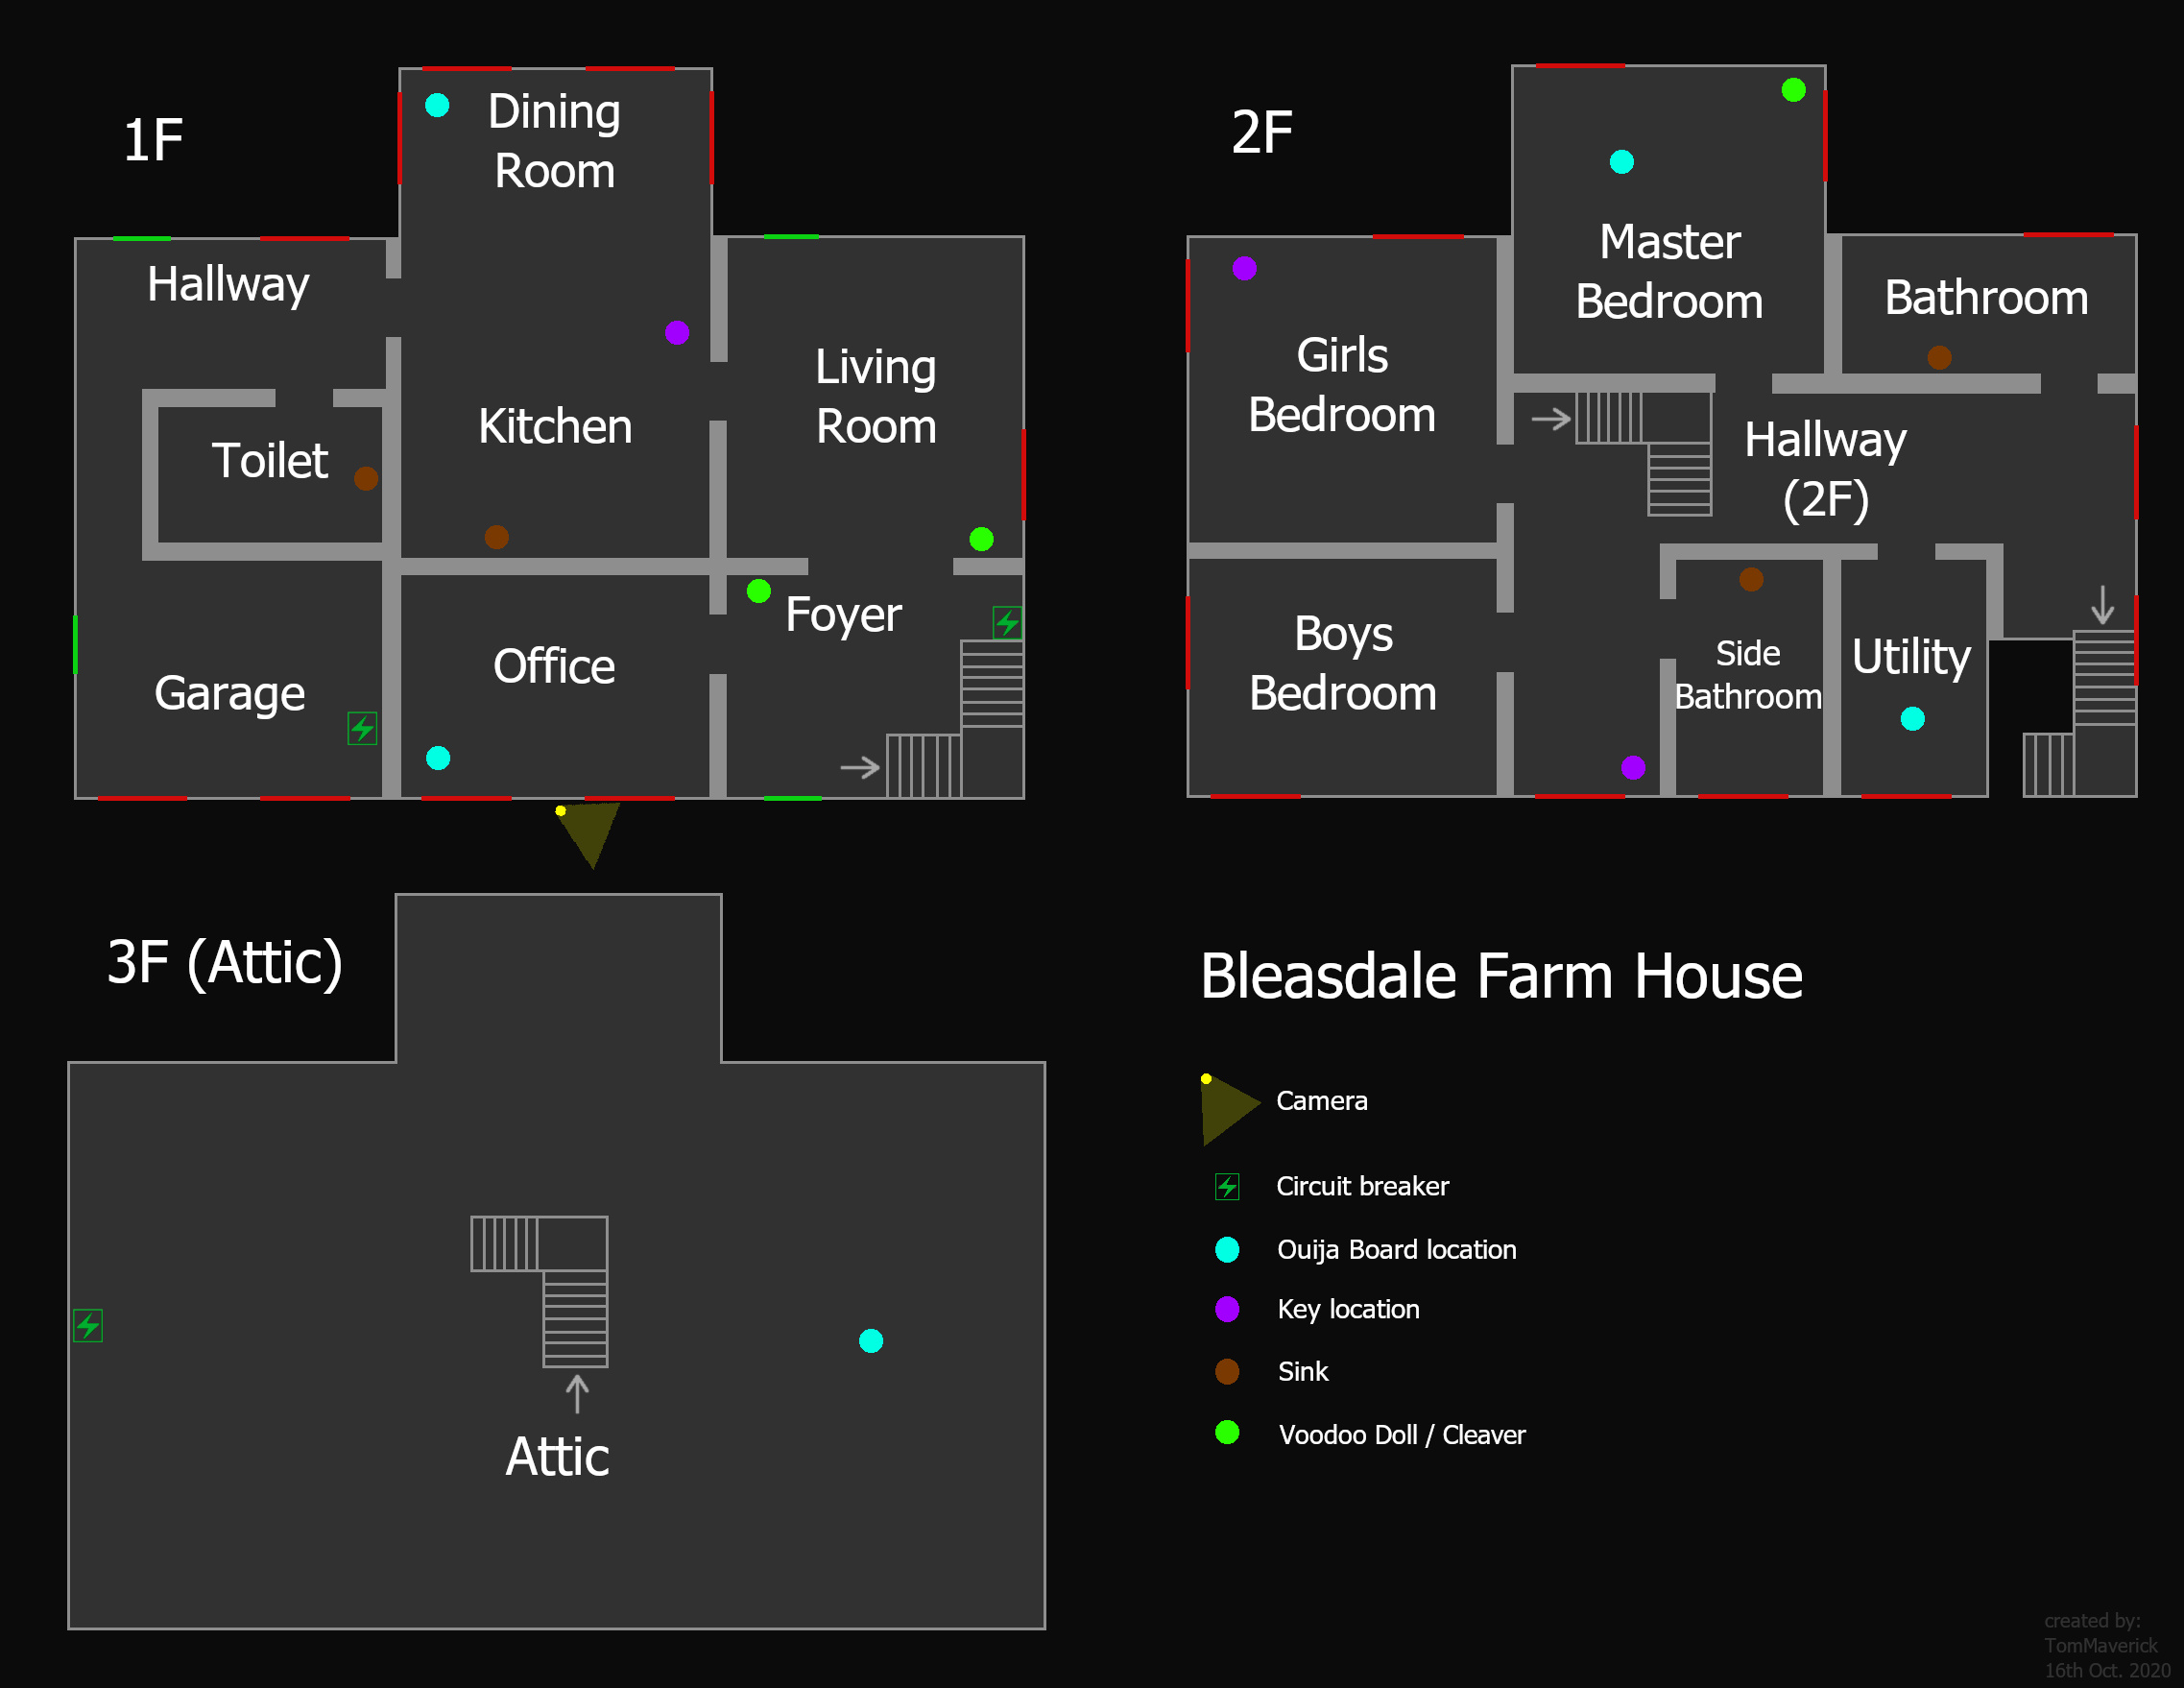 1F
Dining
Room
Hallway
Living
Room
Kitchen
Toilet
Foyer
Office
Garage
2F
Master
Bedroom
Bathroom
Girls
Bedroom
Hallway
(2F)
Boys
Bedroom
Side
Bathroom
Utility
3F (Attic)
Attic
Bleasdale Farm House
Camera
Circuit breaker
Ouija Board location
Key location
Sink
Voodoo Doll / Cleaver
created by:
TomMaverick
16th Oct. 2020